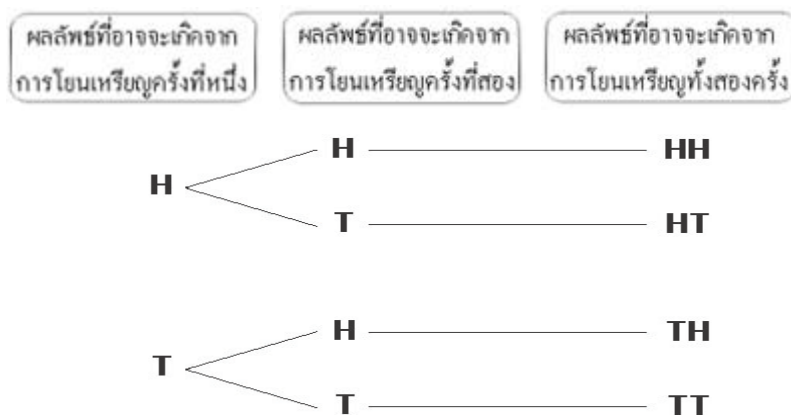 ผลลัพธ์ที่อาจจะเกิดจาก
การโยนเหรียญครั้งที่หนึ่ง
ผลลัพธ์ที่อาจจะเกิดจาก
การโยนเหรียญครั้งที่สอง
ผลลัพธ์ที่อาจจะเกิดจาก
การโยนเหรียญทั้งสองครั้ง
H
H
HH
T
HT
T
H
TH
T
TT